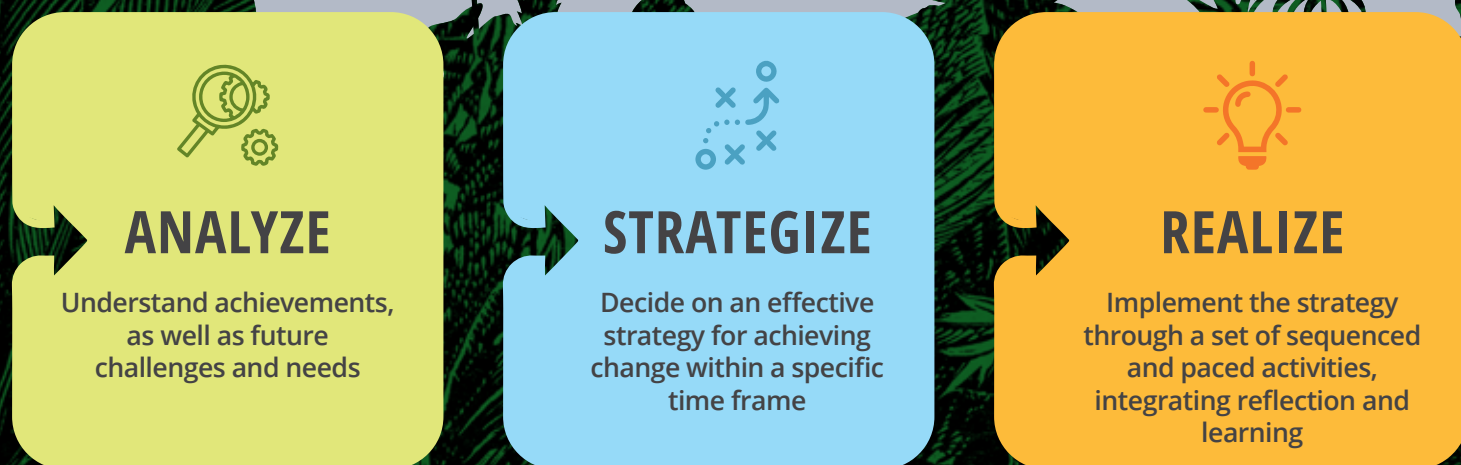 ANALYZE
Understand achievements,
as well as future
challenges and needs
STRATEGIZE
Decide on an effective
strategy for achieving
change within a specific
time frame
REALIZE
Implement the strategy
through a set of sequenced
and paced activities,
integrating reflection and
learning